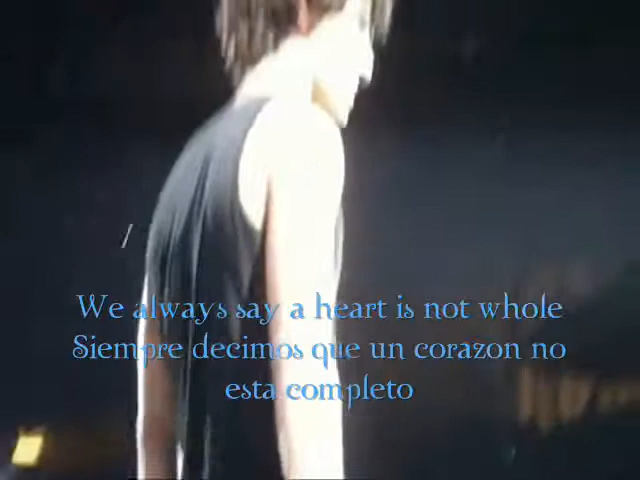 We always say a heart is not whole
Siempre decimos que un corazon no
esta completo